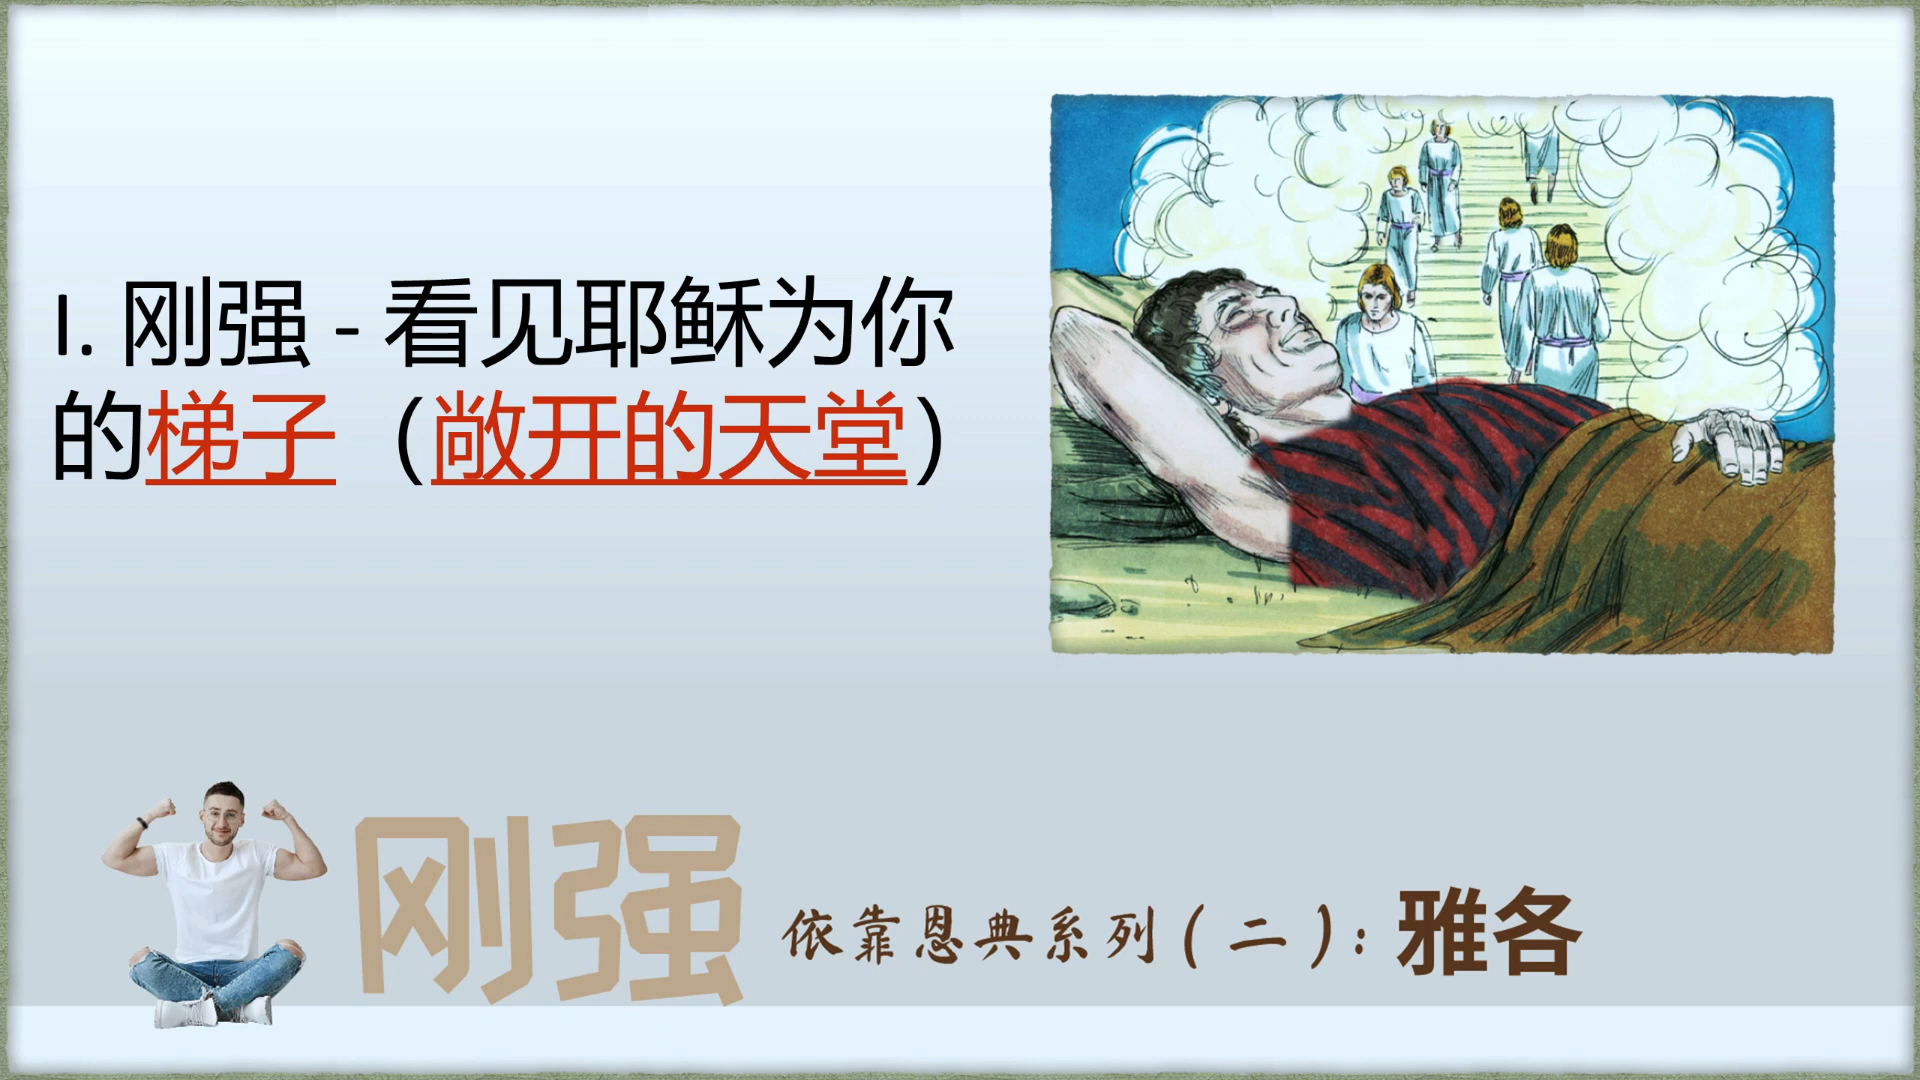 I. 刚强 - 看见耶稣为你
的梯子（敞开的天堂）
刚强 依靠恩典系列(二): 雅各